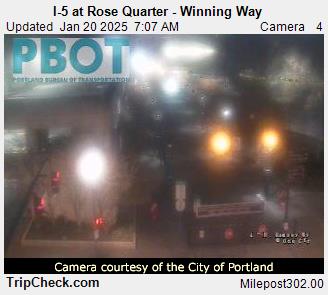 I-5 at Rose Quarter - Winning Way
Updated Jan 20 2025 7:07 AM Camera 4
PBOT
PORTLAND BUREAU OF TRANSPORTATION
Camera courtesy of the City of Portland
TripCheck.com Milepost302.00